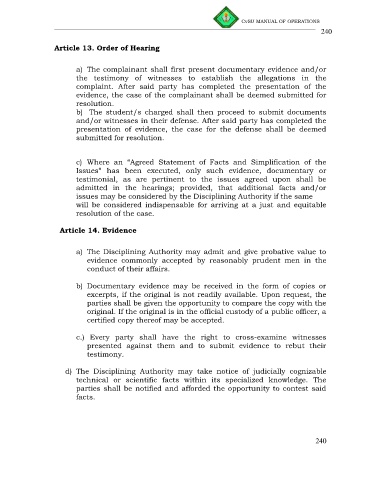 CvSU MANUAL OF OPERATIONS
240
Article 13. Order of Hearing
a) The complainant shall first present documentary evidence and/or
the testimony of witnesses to establish the allegations in the
complaint. After said party has completed the presentation of the
evidence, the case of the complainant shall be deemed submitted for
resolution.
b) The student/s charged shall then proceed to submit documents
and/or witnesses in their defense. After said party has completed the
presentation of evidence, the case for the defense shall be deemed
submitted for resolution.
c) Where an “Agreed Statement of Facts and Simplification of the
Issues” has been executed, only such evidence, documentary or
testimonial, as are pertinent to the issues agreed upon shall be
admitted in the hearings; provided, that additional facts and/or
issues may be considered by the Disciplining Authority if the same
will be considered indispensable for arriving at a just and equitable
resolution of the case.
Article 14. Evidence
a) The Disciplining Authority may admit and give probative value to
evidence commonly accepted by reasonably prudent men in the
conduct of their affairs.
b) Documentary evidence may be received in the form of copies or
excerpts, if the original is not readily available. Upon request, the
parties shall be given the opportunity to compare the copy with the
original. If the original is in the official custody of a public officer, a
certified copy thereof may be accepted.
c.) Every party shall have the right to cross-examine witnesses
presented against them and to submit evidence to rebut their
testimony.
d) The Disciplining Authority may take notice of judicially cognizable
technical or scientific facts within its specialized knowledge. The
parties shall be notified and afforded the opportunity to contest said
facts.
240